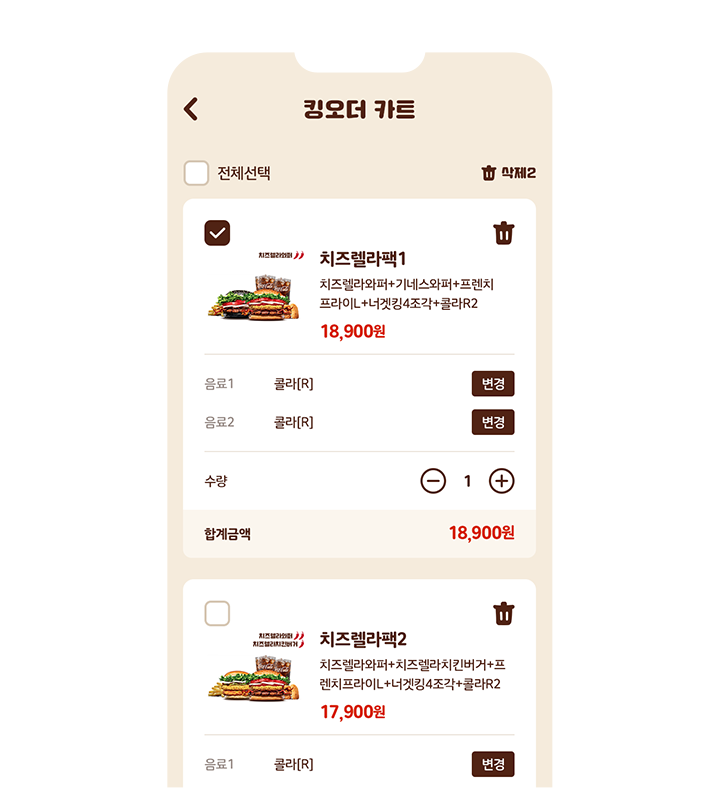 킹오더 카트
전체선택
삭제2
치즈렐라와퍼
치즈렐라팩1
치즈렐라와퍼+기네스와퍼+프렌치
프라이L+너겟킹4조각+콜라R2
18,900원
음료1 콜라[R] 변경
음료2 콜라[R] 변경
수량 1
합계금액 18,900원
치즈렐라와퍼
치즈렐라치킨버거
치즈렐라팩2
치즈렐라와퍼+치즈렐라치킨버거+프
렌치프라이L+너겟킹4조각+콜라R2
17,900원
음료1 콜라[R] 변경